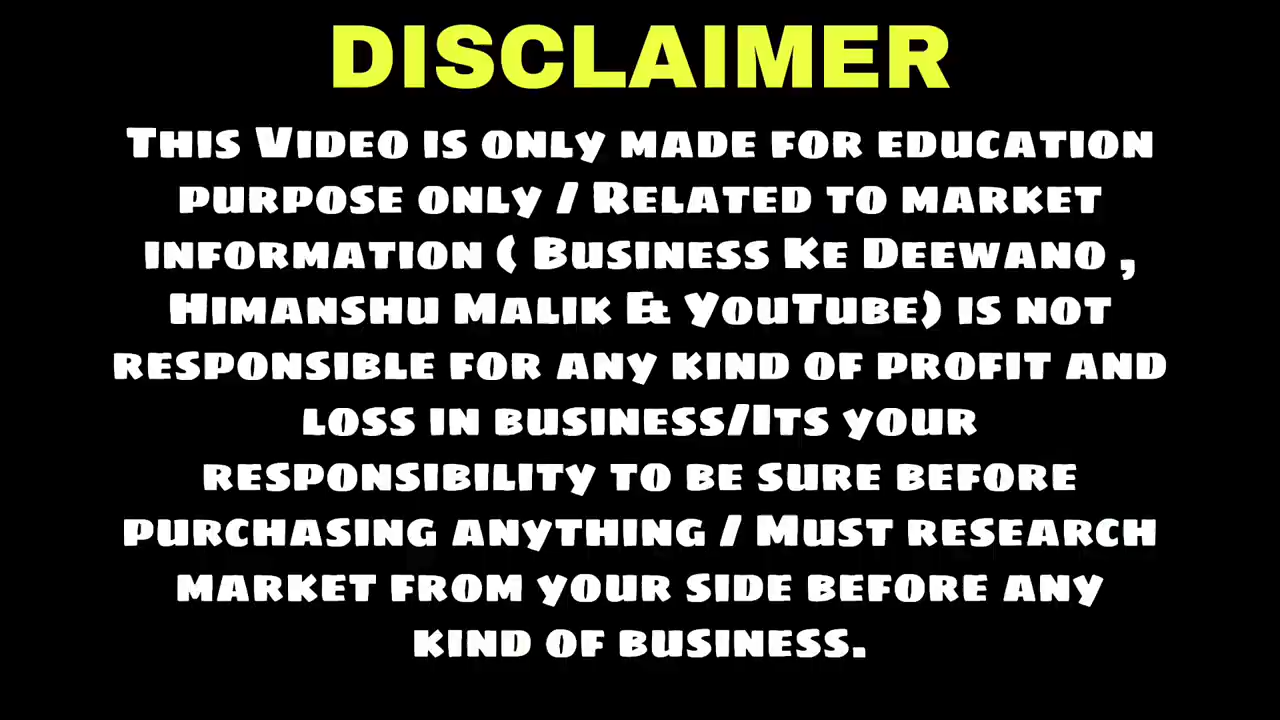 DISCLAIMER
This Video is only made for education
purpose only / Related to market
information ( Business Ke Deewano ,
Himanshu Malik & YouTube) is not
responsible for any kind of profit and
loss in business/Its your
responsibility to be sure before
purchasing anything / Must research
market from your side before any
kind of business.